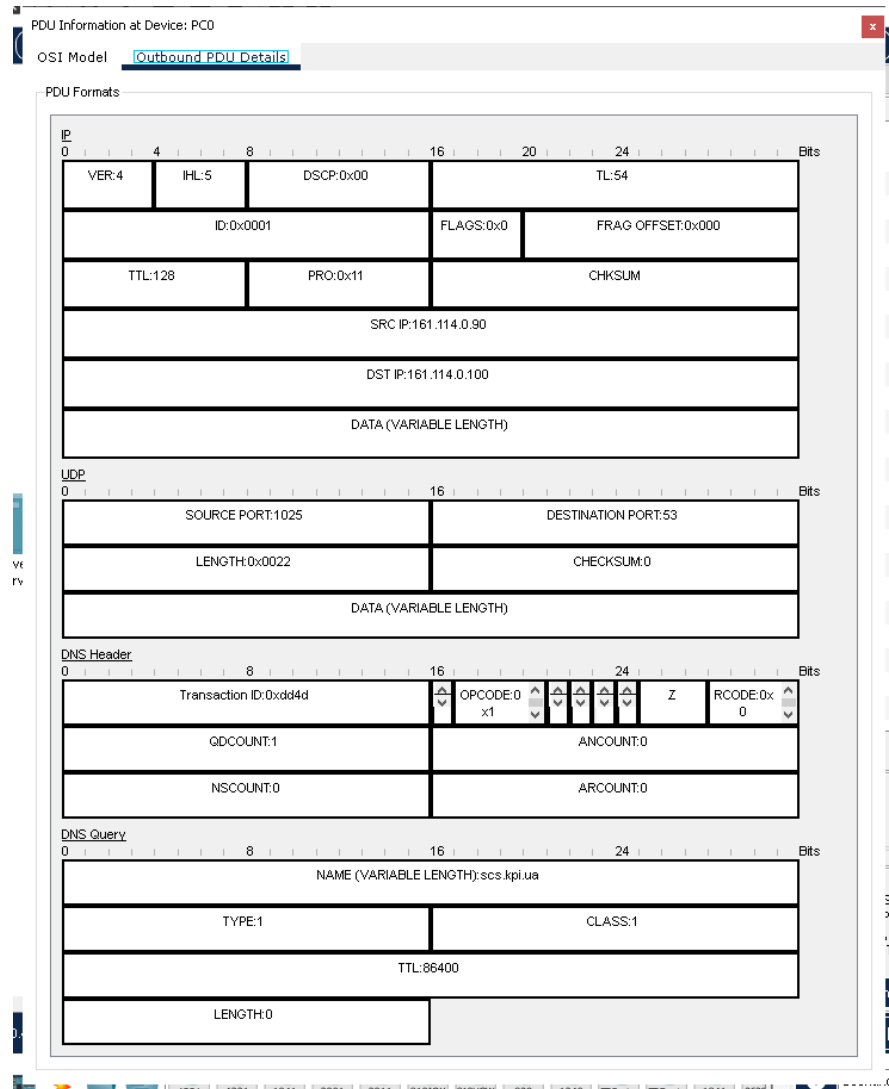 PDU Information at Device: PC0
x
OSI Model Outbound PDU Details
PDU Formats
IP
0 4 8 16 20 24 Bits
VER:4 IHL:5 DSCP:0x00 TL:54
ID:0x0001 FLAGS:0x0 FRAG OFFSET:0x000
TTL:128 PRO:0x11 CHKSUM
SRC IP:161.114.0.90
DST IP:161.114.0.100
DATA (VARIABLE LENGTH)
UDP
0 16 Bits
SOURCE PORT:1025 DESTINATION PORT:53
LENGTH:0x0022 CHECKSUM:0
DATA (VARIABLE LENGTH)
DNS Header
0 8 16 24 Bits
Transaction ID:0xdd4d OPCODE:0 Z RCODE:0x
x1 0
QDCOUNT:1 ANCOUNT:0
NSCOUNT:0 ARCOUNT:0
DNS Query
0 8 16 24 Bits
NAME (VARIABLE LENGTH):scs.kpi.ua
TYPE:1 CLASS:1
TTL:86400
LENGTH:0